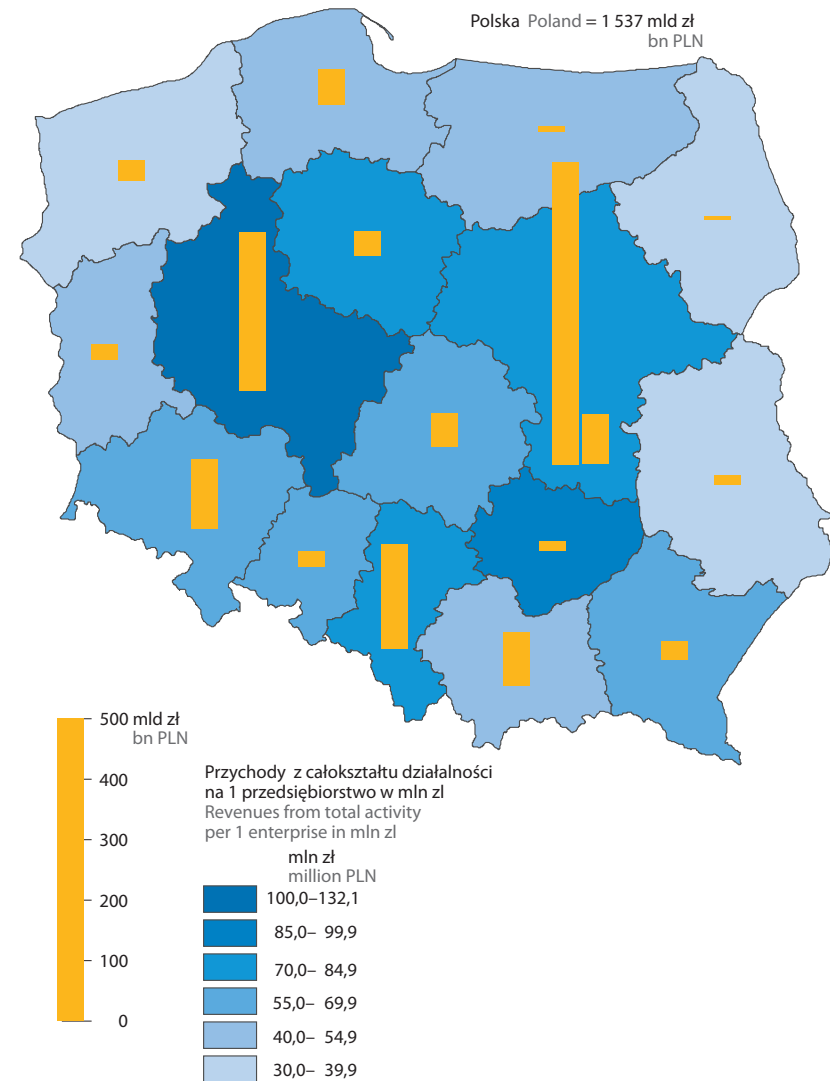 Polska Poland = 1 537 mld zł
bn PLN
500 mld zł
bn PLN
400
300
200
100
0
Przychody z całokształtu działalności
na 1 przedsiębiorstwo w mln zl
Revenues from total activity
per 1 enterprise in mln zl
mln zł
million PLN
100,0–132,1
85,0– 99,9
70,0– 84,9
55,0– 69,9
40,0– 54,9
30,0– 39,9